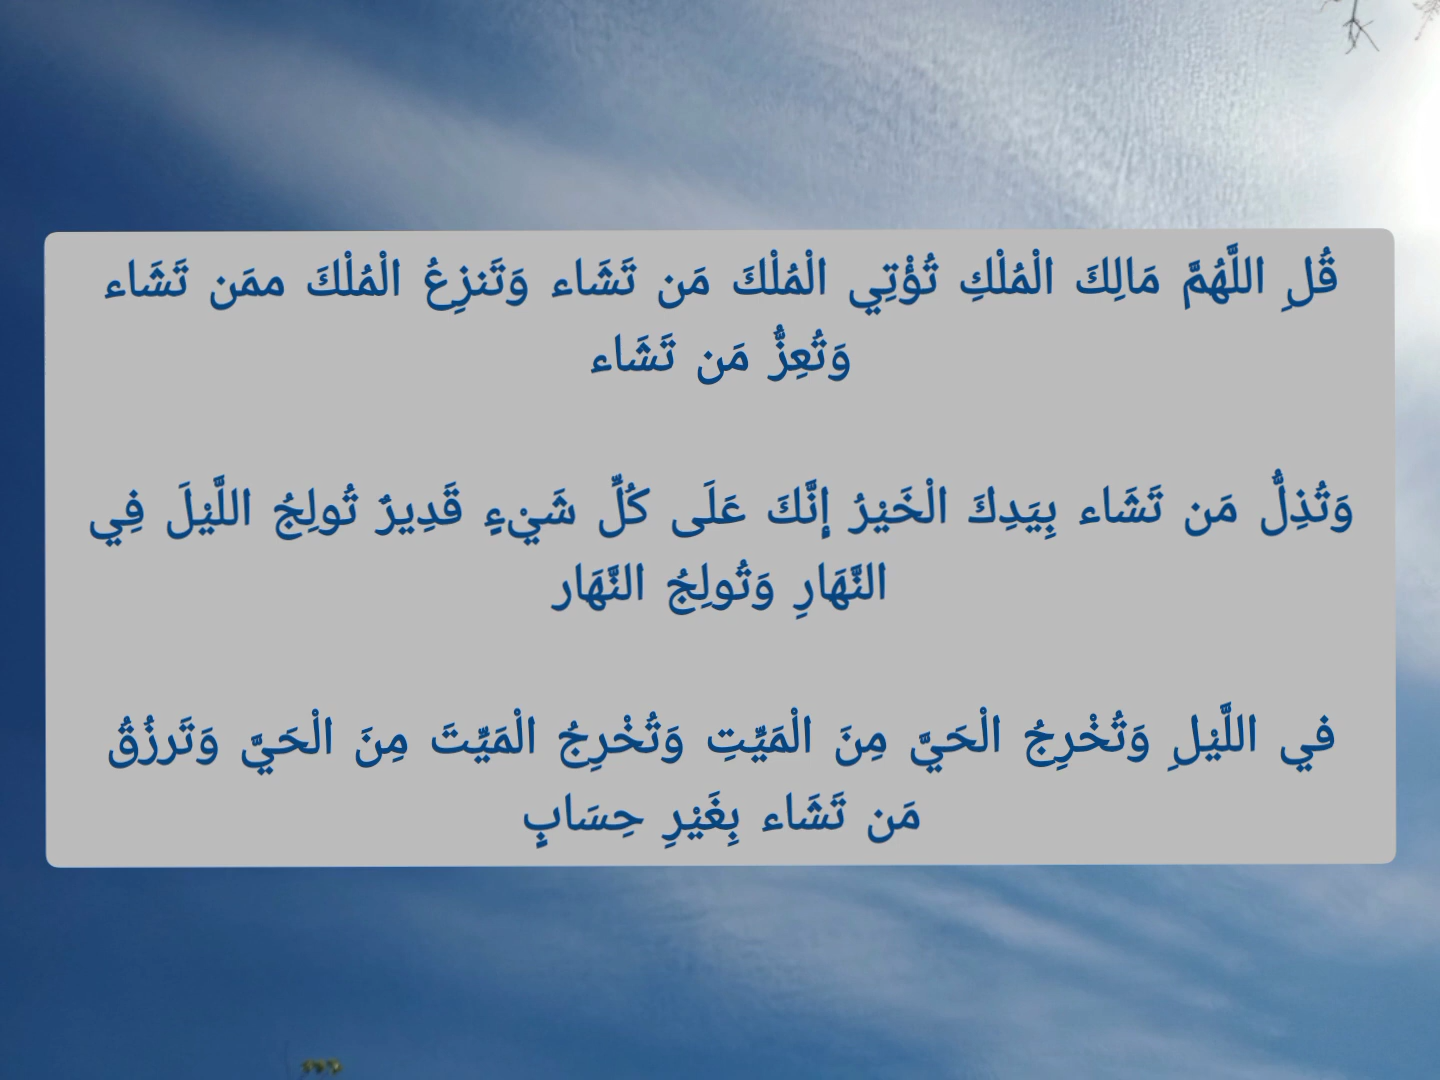 قُلِ اللَّهُمَّ مَالِكَ الْمُلْكِ تُؤْتِي الْمُلْكَ مَن تَشَاء وَتَنزِعُ الْمُلْكَ ممَن تَشَاء
وَتُعِزُّ مَن تَشَاء
وَتُذِلُّ مَن تَشَاء بِيَدِكَ الْخَيْرُ إِنَّكَ عَلَى كُلِّ شَيْءٍ قَدِيرٌ تُولِجُ اللَّيْلَ فِي
النَّهَارِ وَتُولِجُ النَّهَار
في اللَّيْلِ وَتُخْرِجُ الْحَيَّ مِنَ الْمَيِّتِ وَتُخْرِجُ الْمَيِّتَ مِنَ الْحَيَّ وَتَرزُقُ
مَن تَشَاء بِغَيْرِ حِسَابٍ